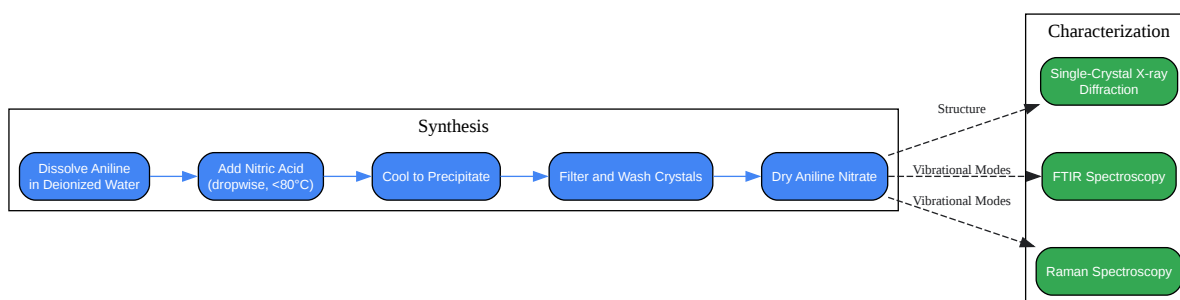 Synthesis
Dissolve Aniline
in Deionized Water
Add Nitric Acid
(dropwise, <80°C)
Cool to Precipitate
Filter and Wash Crystals
Dry Aniline Nitrate
Structure
Vibrational Modes
Vibrational Modes
Characterization
Single-Crystal X-ray
Diffraction
FTIR Spectroscopy
Raman Spectroscopy